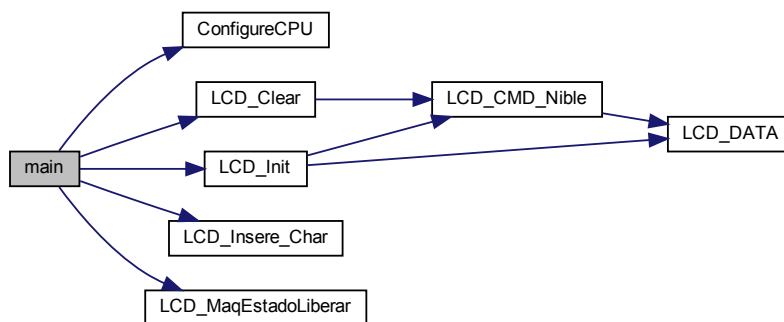 main
ConfigureCPU
LCD_Clear
LCD_Init
LCD_Insere_Char
LCD_MaqEstadoLiberar
LCD_CMD_Nible
LCD_DATA